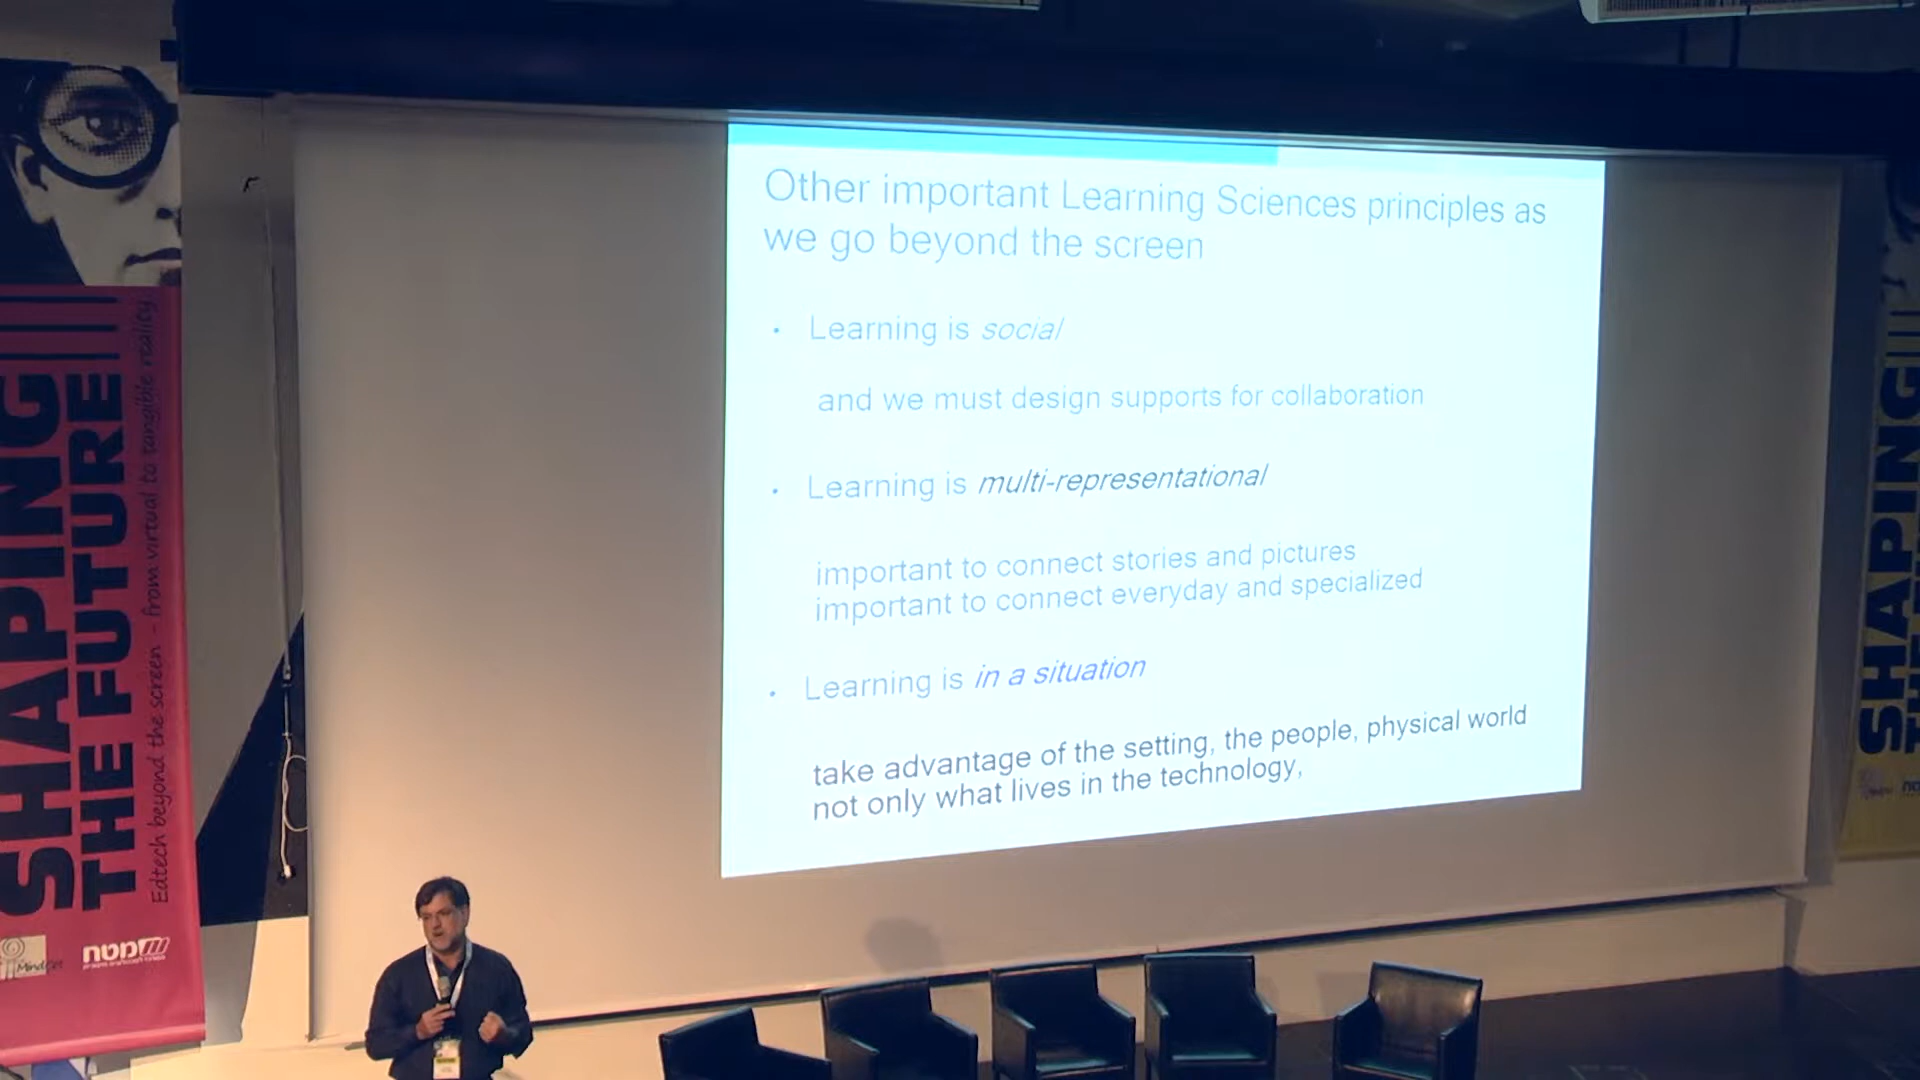 Other important Learning Sciences principles as
we go beyond the screen
• Learning is social
and we must design supports for collaboration
• Learning is multi-representational
important to connect stories and pictures
important to connect everyday and specialized
• Learning is in a situation
take advantage of the setting, the people, physical world
not only what lives in the technology,
SHAPING
THE FUTURE
Edtech beyond the screen - from virtual to tangible reality
מטח
SHAPING